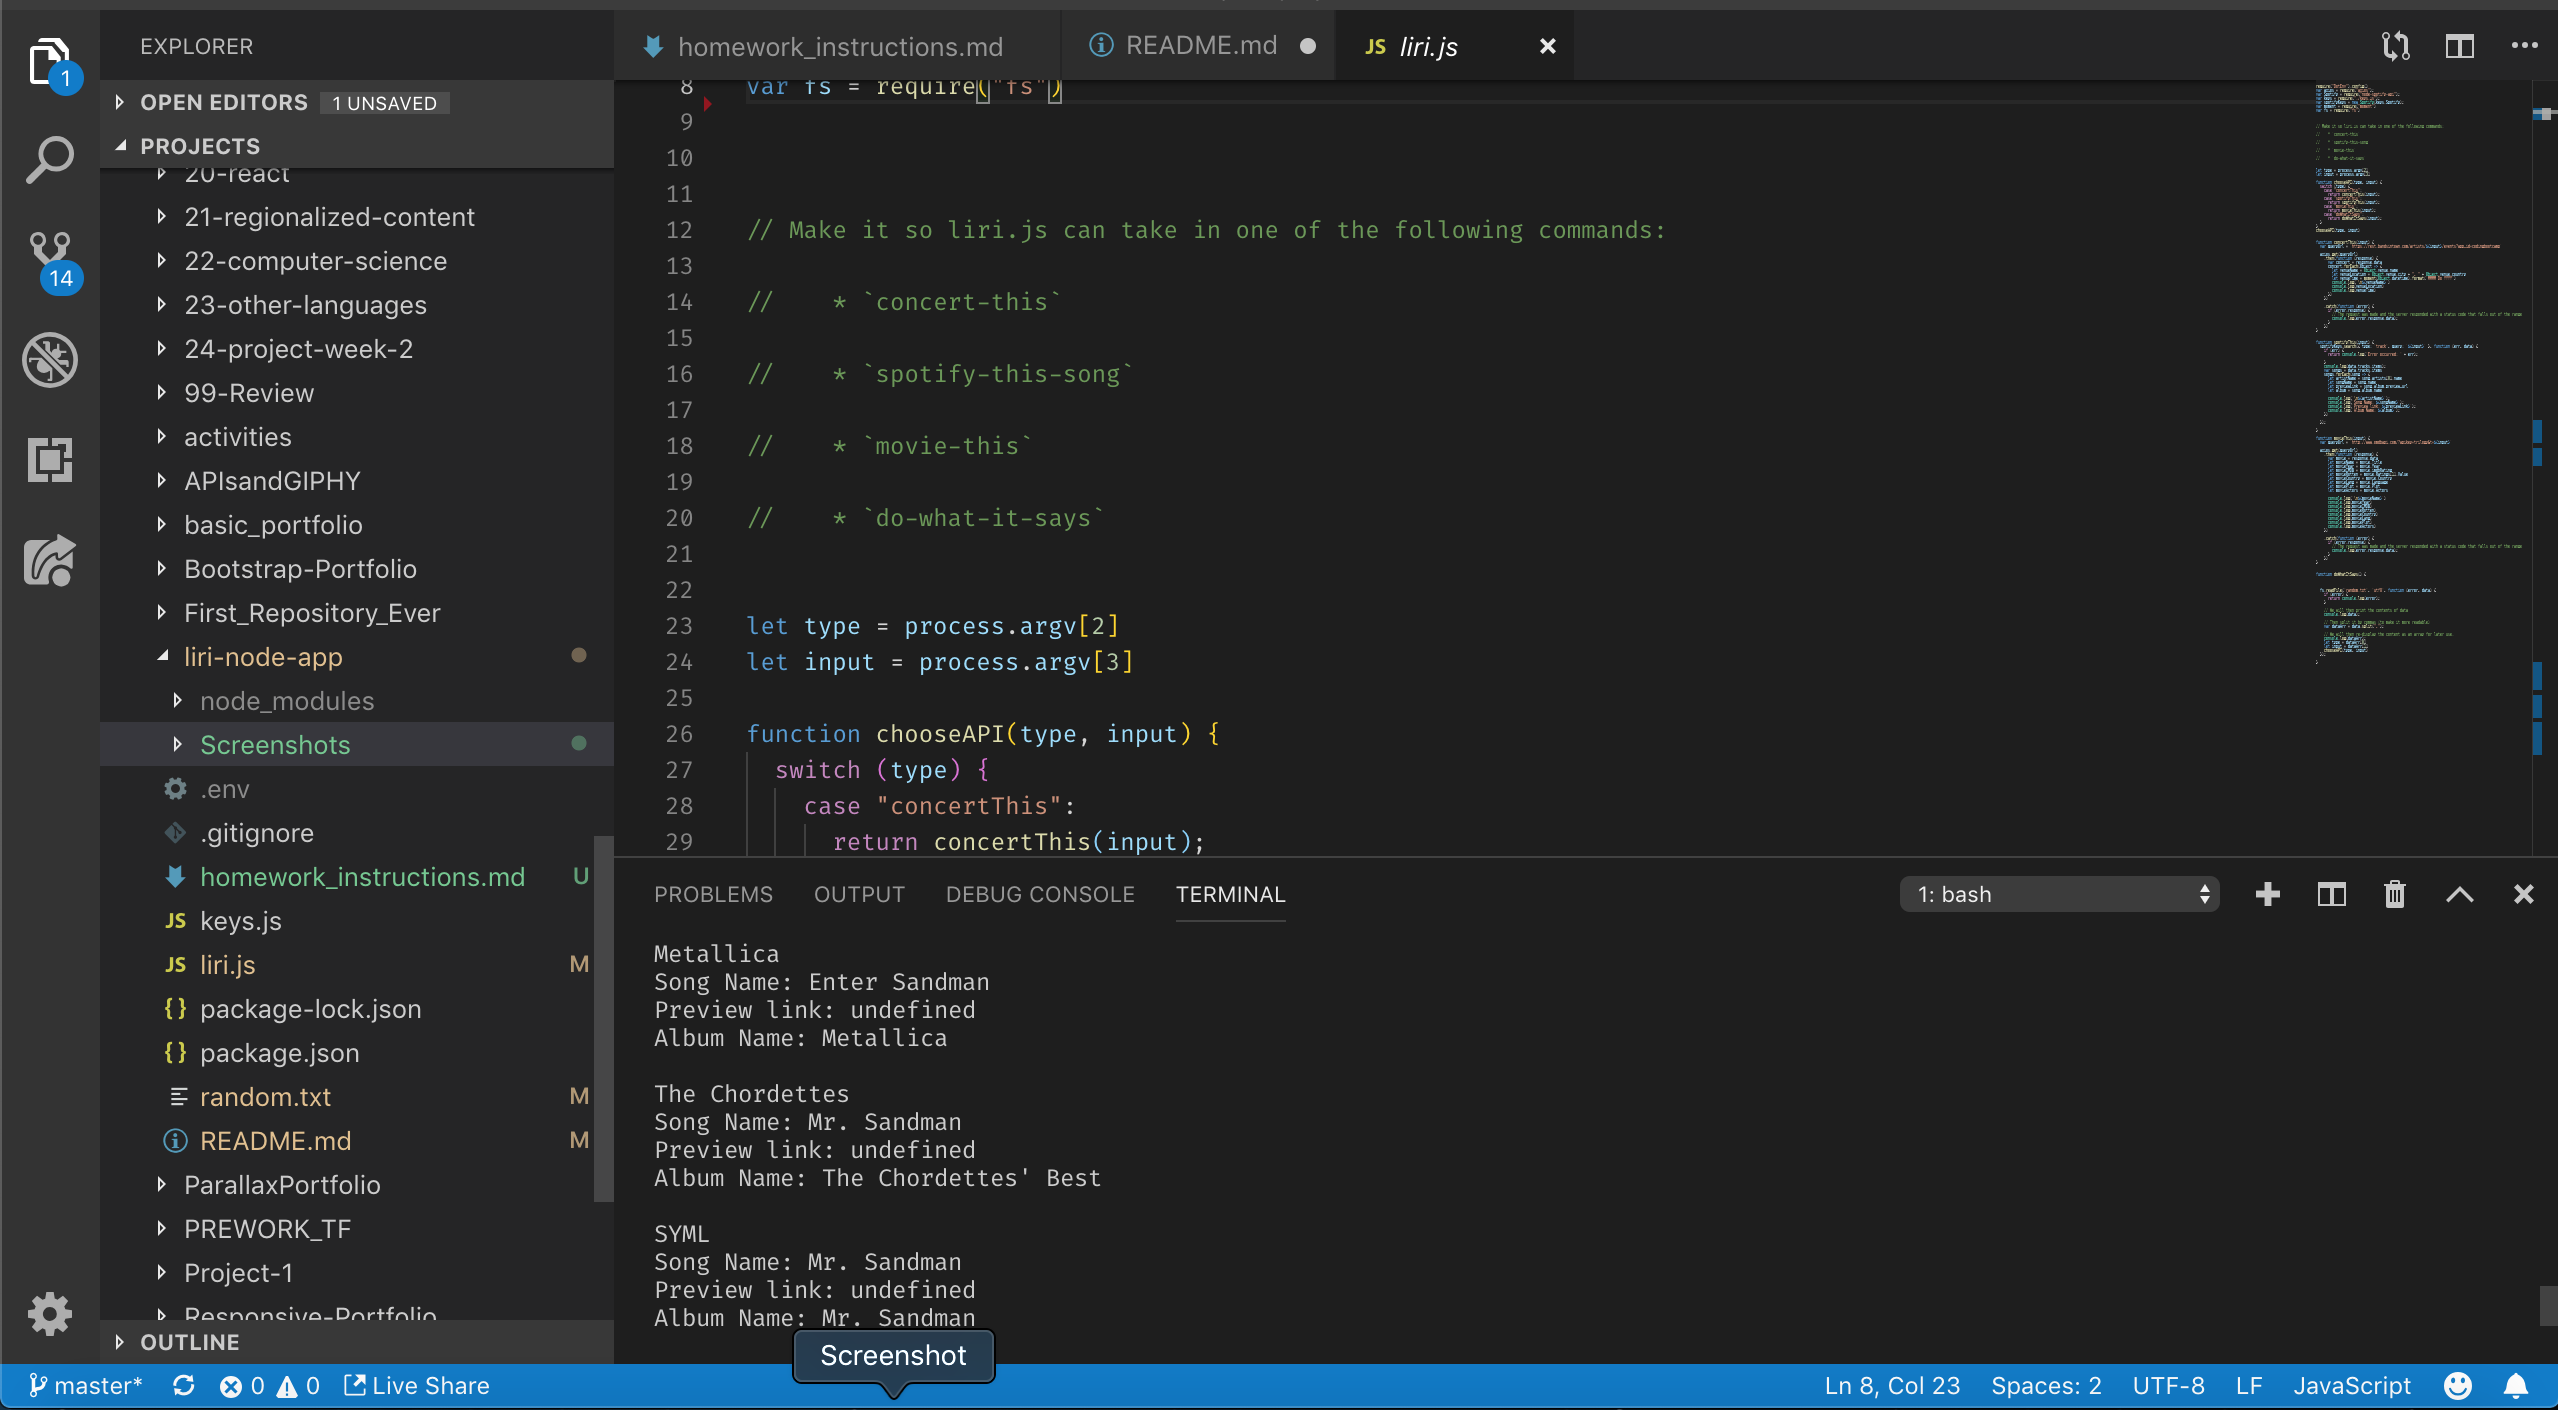 EXPLORER
OPEN EDITORS 1 UNSAVED
PROJECTS
20-react
21-regionalized-content
22-computer-science
23-other-languages
24-project-week-2
99-Review
activities
APIsandGIPHY
basic_portfolio
Bootstrap-Portfolio
First_Repository_Ever
liri-node-app
node_modules
Screenshots
.env
.gitignore
homework_instructions.md U
JS keys.js
JS liri.js M
{} package-lock.json
{} package.json
random.txt M
README.md M
ParallaxPortfolio
PREWORK_TF
Project-1
Responsive-Portfolio
OUTLINE
1
14
homework_instructions.md README.md JS liri.js
8 var fs = require("fs")
9
10
11
12 // Make it so liri.js can take in one of the following commands:
13
14 //    * `concert-this`
15
16 //    * `spotify-this-song`
17
18 //    * `movie-this`
19
20 //    * `do-what-it-says`
21
22
23 let type = process.argv[2]
24 let input = process.argv[3]
25
26 function chooseAPI(type, input) {
27   switch (type) {
28     case "concertThis":
29       return concertThis(input);
PROBLEMS OUTPUT DEBUG CONSOLE TERMINAL 1: bash
Metallica
Song Name: Enter Sandman
Preview link: undefined
Album Name: Metallica
The Chordettes
Song Name: Mr. Sandman
Preview link: undefined
Album Name: The Chordettes' Best
SYML
Song Name: Mr. Sandman
Preview link: undefined
Album Name: Mr. Sandman
Screenshot
master* 0 0 Live Share Ln 8, Col 23 Spaces: 2 UTF-8 LF JavaScript